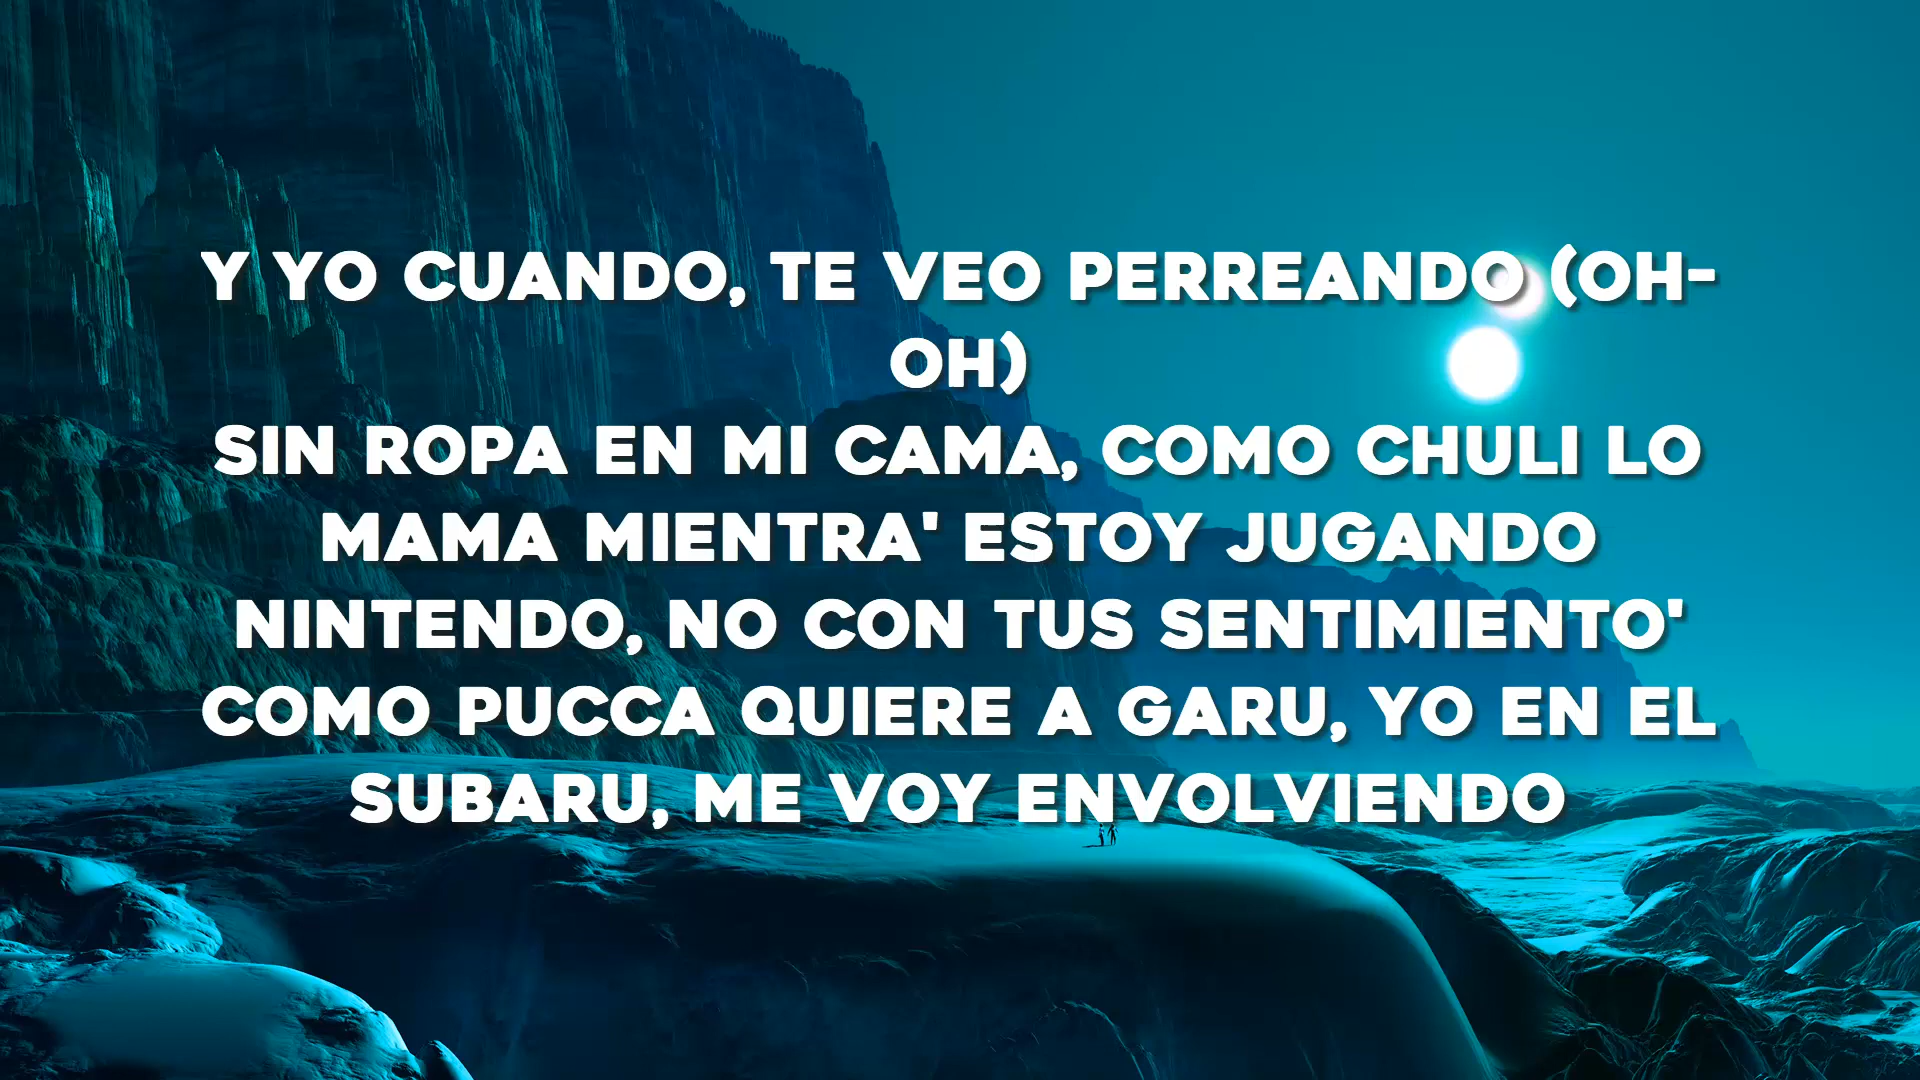 Y YO CUANDO, TE VEO PERREANDO (OH-
OH)
SIN ROPA EN MI CAMA, COMO CHULI LO
MAMA MIENTRA' ESTOY JUGANDO
NINTENDO, NO CON TUS SENTIMIENTO'
COMO PUCCA QUIERE A GARU, YO EN EL
SUBARU, ME VOY ENVOLVIENDO